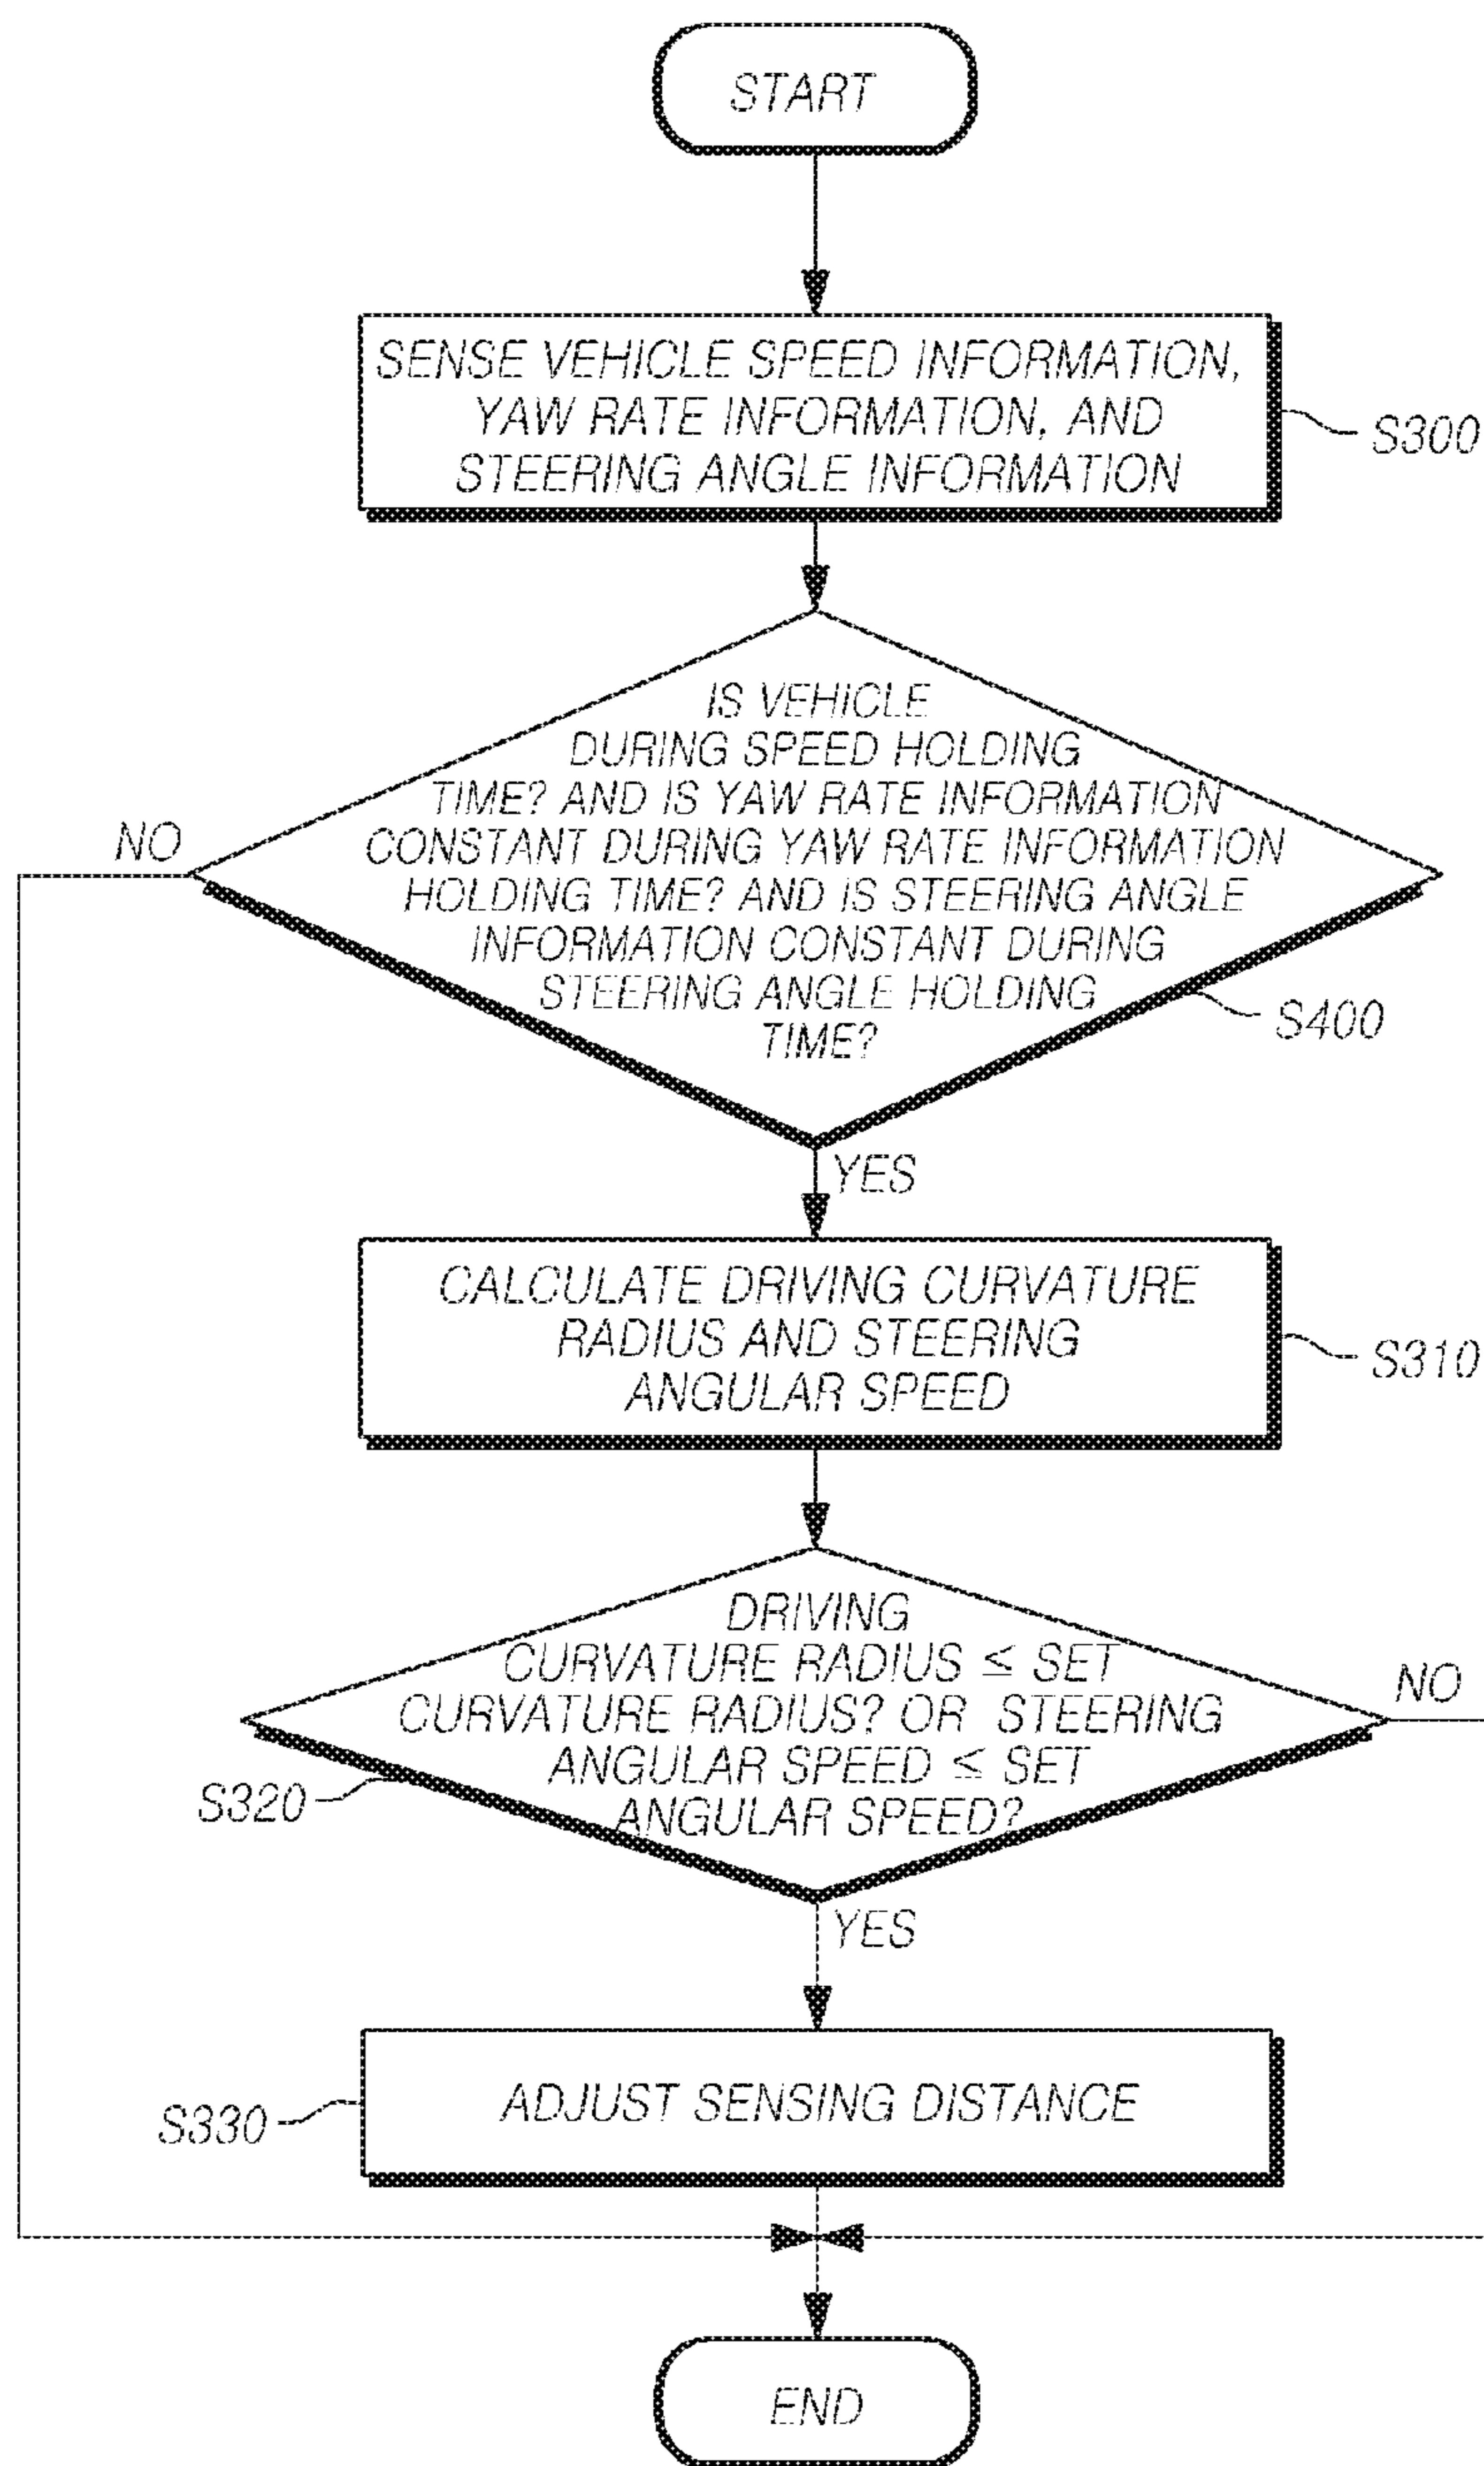 START
SENSE VEHICLE SPEED INFORMATION,
YAW RATE INFORMATION, AND
STEERING ANGLE INFORMATION
S300
IS VEHICLE
DURING SPEED HOLDING
TIME? AND IS YAW RATE INFORMATION
CONSTANT DURING YAW RATE INFORMATION
HOLDING TIME? AND IS STEERING ANGLE
INFORMATION CONSTANT DURING
STEERING ANGLE HOLDING
TIME?
NO
S400
YES
CALCULATE DRIVING CURVATURE
RADIUS AND STEERING
ANGULAR SPEED
S310
DRIVING
CURVATURE RADIUS ≤ SET
CURVATURE RADIUS? OR STEERING
ANGULAR SPEED ≤ SET
ANGULAR SPEED?
NO
S320
YES
ADJUST SENSING DISTANCE
S330
END